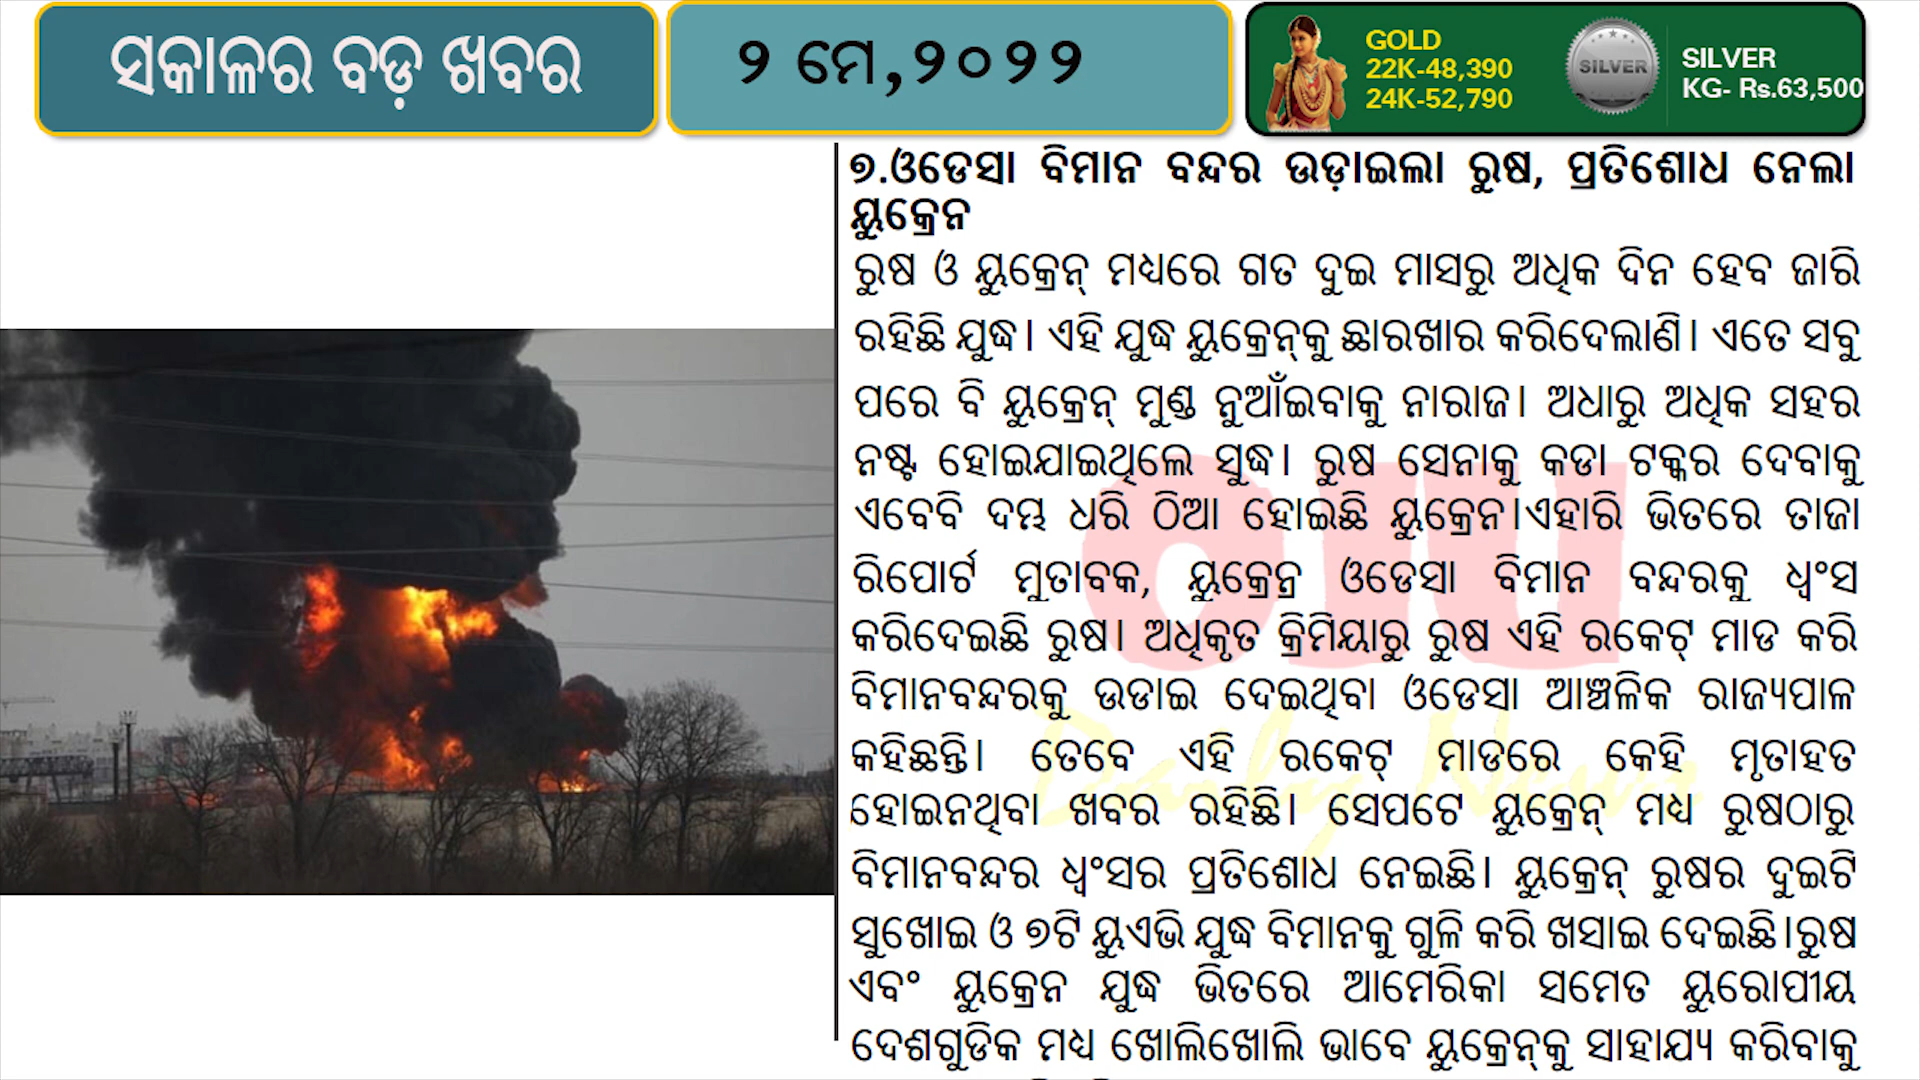 ସକାଳର ବଡ଼ ଖବର
୨ ମେ,୨୦୨୨
GOLD
22K-48,390
24K-52,790
SILVER
SILVER
KG- Rs.63,500
୭.ଓଡେସା ବିମାନ ବନ୍ଦର ଉଡ଼ାଇଲା ରୁଷ, ପ୍ରତିଶୋଧ ନେଲା
ୟୁକ୍ରେନ
ରୁଷ ଓ ୟୁକ୍ରେନ୍ ମଧ୍ୟରେ ଗତ ଦୁଇ ମାସରୁ ଅଧିକ ଦିନ ହେବ ଜାରି
ରହିଛି ଯୁଦ୍ଧ। ଏହି ଯୁଦ୍ଧ ୟୁକ୍ରେନ୍‌କୁ ଛାରଖାର କରିଦେଲାଣି। ଏତେ ସବୁ
ପରେ ବି ୟୁକ୍ରେନ୍ ମୁଣ୍ଡ ନୁଆଁଇବାକୁ ନାରାଜ। ଅଧାରୁ ଅଧିକ ସହର
ନଷ୍ଟ ହୋଇଯାଇଥିଲେ ସୁଦ୍ଧା। ରୁଷ ସେନାକୁ କଡା ଟକ୍କର ଦେବାକୁ
ଏବେବି ଦମ୍ଭ ଧରି ଠିଆ ହୋଇଛି ୟୁକ୍ରେନ।ଏହାରି ଭିତରେ ତାଜା
ରିପୋର୍ଟ ମୁତାବକ, ୟୁକ୍ରେନ୍ର ଓଡେସା ବିମାନ ବନ୍ଦରକୁ ଧ୍ୱଂସ
କରିଦେଇଛି ରୁଷ। ଅଧିକୃତ କ୍ରିମିୟାରୁ ରୁଷ ଏହି ରକେଟ୍ ମାଡ କରି
ବିମାନବନ୍ଦରକୁ ଉଡାଇ ଦେଇଥିବା ଓଡେସା ଆଞ୍ଚଳିକ ରାଜ୍ୟପାଳ
କହିଛନ୍ତି। ତେବେ ଏହି ରକେଟ୍ ମାଡରେ କେହି ମୃତାହତ
ହୋଇନଥିବା ଖବର ରହିଛି। ସେପଟେ ୟୁକ୍ରେନ୍ ମଧ୍ୟ ରୁଷଠାରୁ
ବିମାନବନ୍ଦର ଧ୍ୱଂସର ପ୍ରତିଶୋଧ ନେଇଛି। ୟୁକ୍ରେନ୍ ରୁଷର ଦୁଇଟି
ସୁଖୋଇ ଓ ୭ଟି ୟୁଏଭି ଯୁଦ୍ଧ ବିମାନକୁ ଗୁଳି କରି ଖସାଇ ଦେଇଛି।ରୁଷ
ଏବଂ ୟୁକ୍ରେନ ଯୁଦ୍ଧ ଭିତରେ ଆମେରିକା ସମେତ ୟୁରୋପୀୟ
ଦେଶଗୁଡିକ ମଧ୍ୟ ଖୋଲିଖୋଲି ଭାବେ ୟୁକ୍ରେନ୍‌କୁ ସାହାଯ୍ୟ କରିବାକୁ